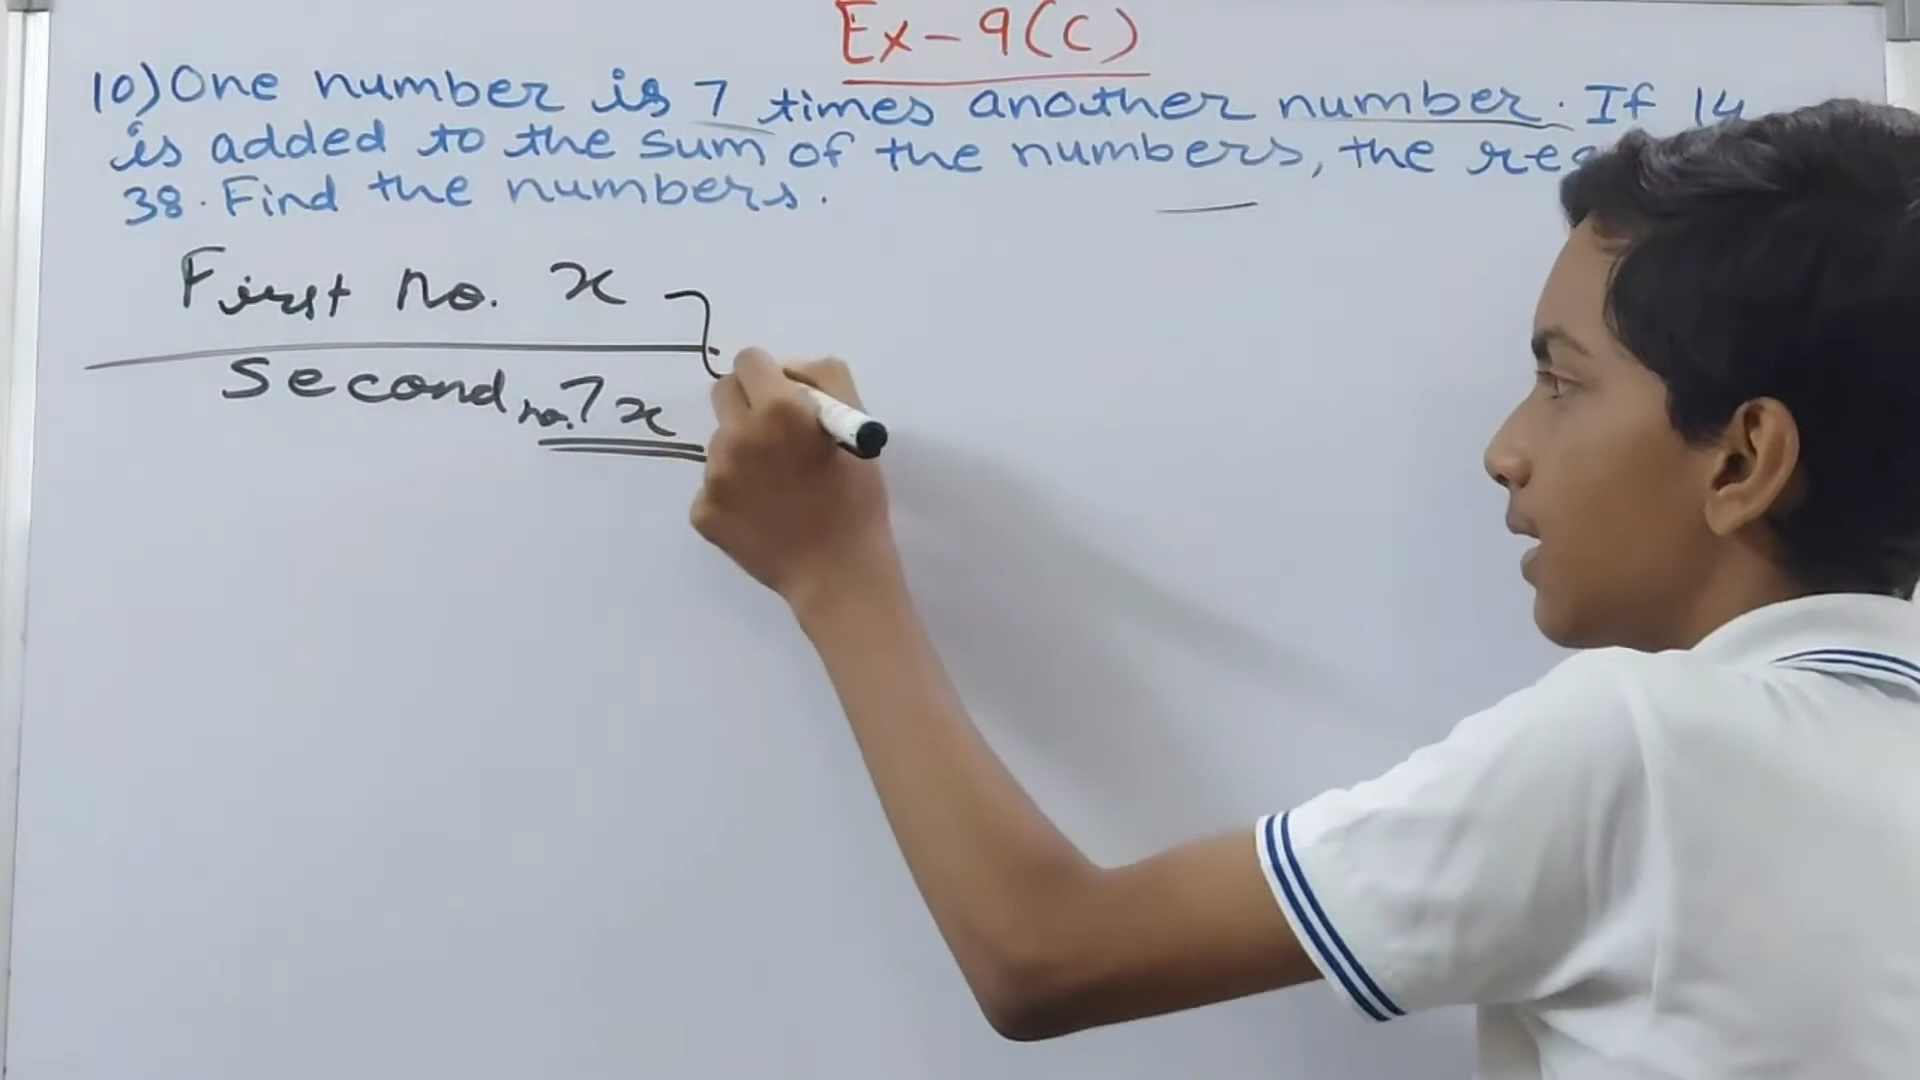 Ex-9(C)
10) One number is 7 times another number. If 14
is added to the sum of the numbers, the
38. Find the numbers.
First no. x
Second no. 7x